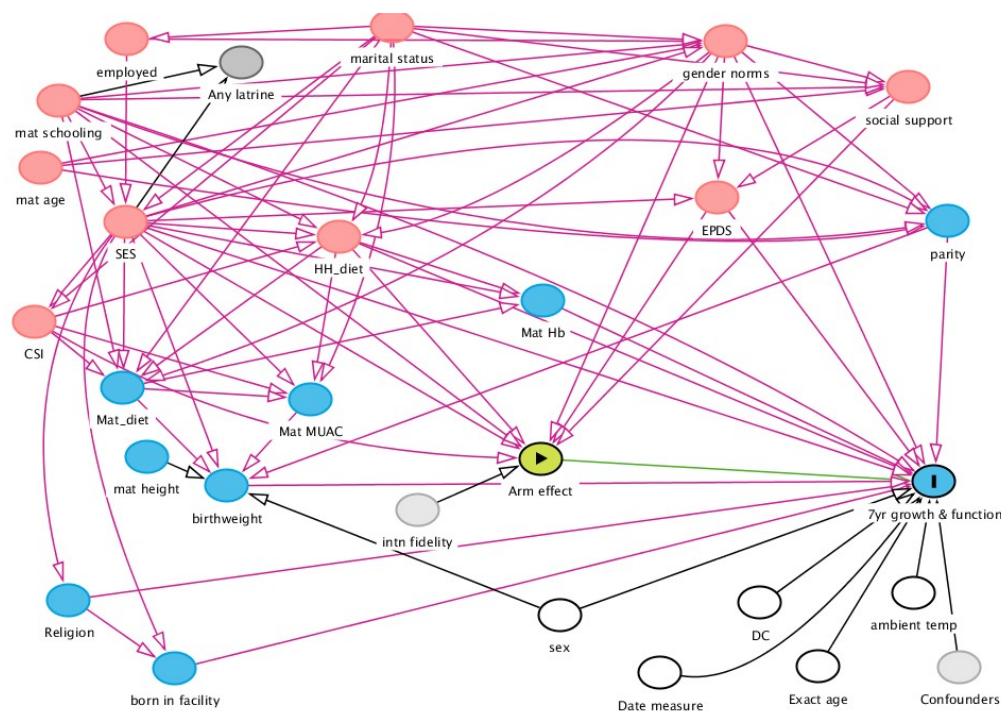 employed
marital status
gender norms
Any latrine
mat schooling
social support
mat age
EPDS
SES
parity
HH_diet
Mat Hb
CSI
Mat_diet
Mat MUAC
mat height
Arm effect
birthweight
7yr growth & function
intn fidelity
Religion
sex
DC
ambient temp
born in facility
Date measure
Exact age
Confounders